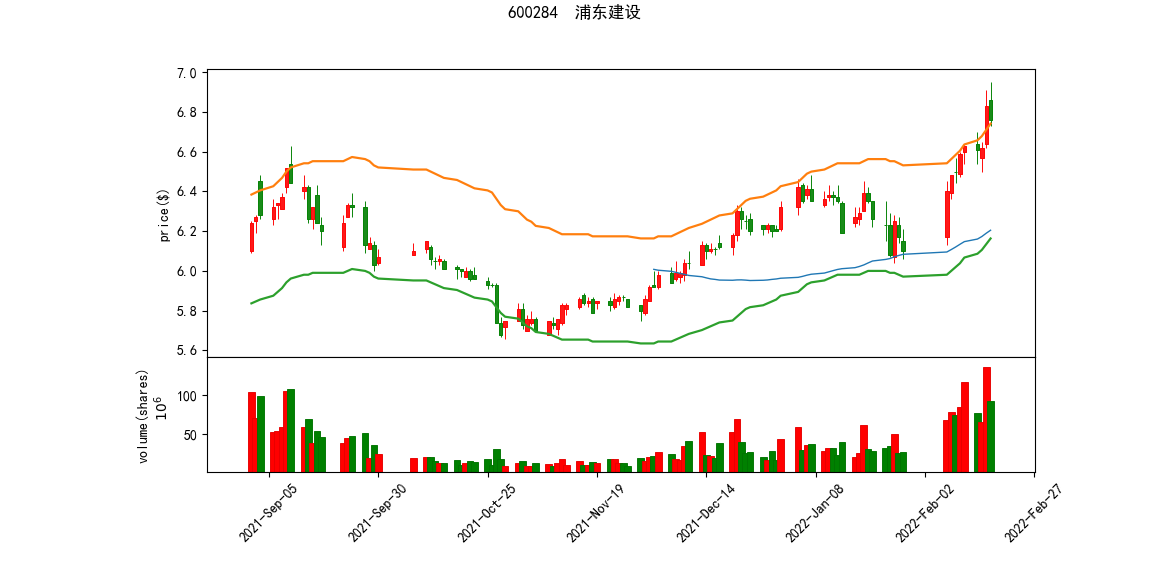 600284 浦东建设
price($)
7.0
6.8
6.6
6.4
6.2
6.0
5.8
5.6
volume(shares)
10^6
100
50
2021-Sep-05
2021-Sep-30
2021-Oct-25
2021-Nov-19
2021-Dec-14
2022-Jan-08
2022-Feb-02
2022-Feb-27